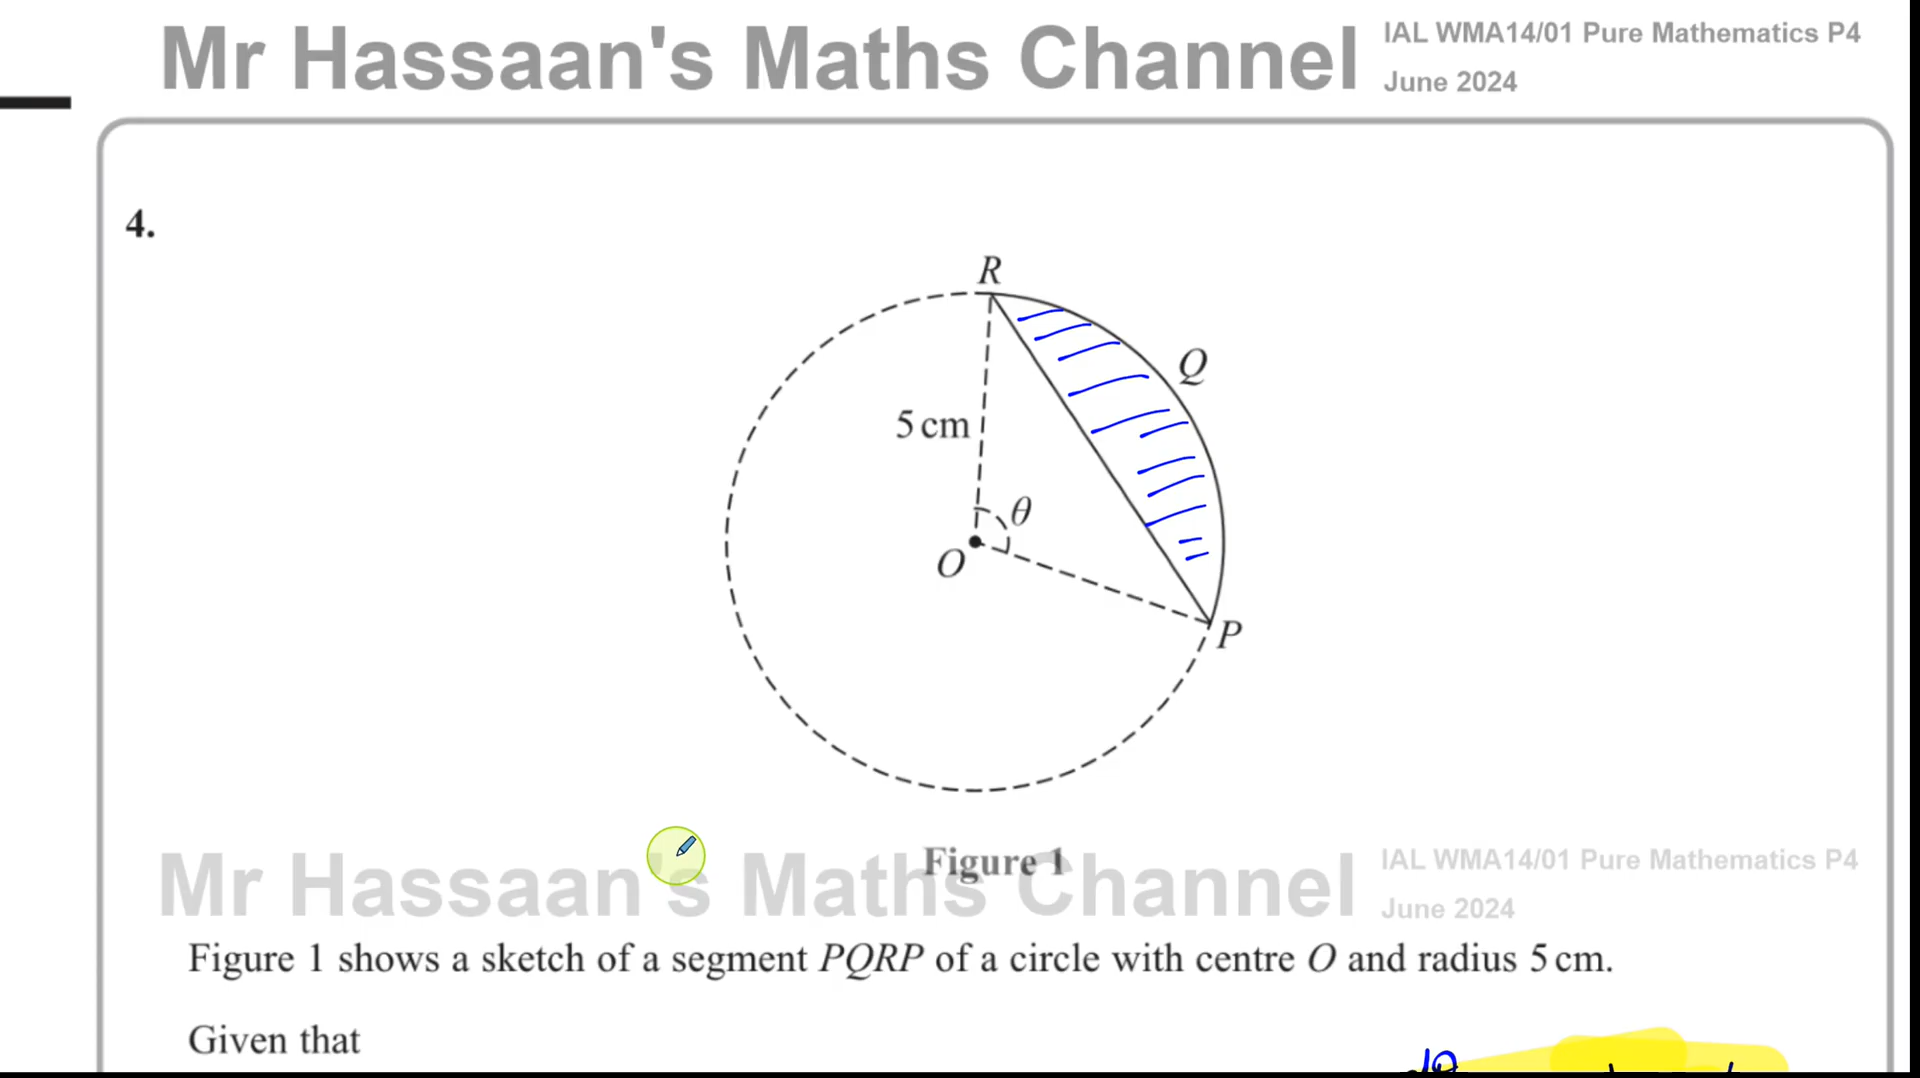 Mr Hassaan's Maths Channel
IAL WMA14/01 Pure Mathematics P4
June 2024
4.
R
Q
5 cm
θ
O
P
Figure 1
Mr Hassaan's Maths Channel
IAL WMA14/01 Pure Mathematics P4
June 2024
Figure 1 shows a sketch of a segment PQRP of a circle with centre O and radius 5 cm.
Given that